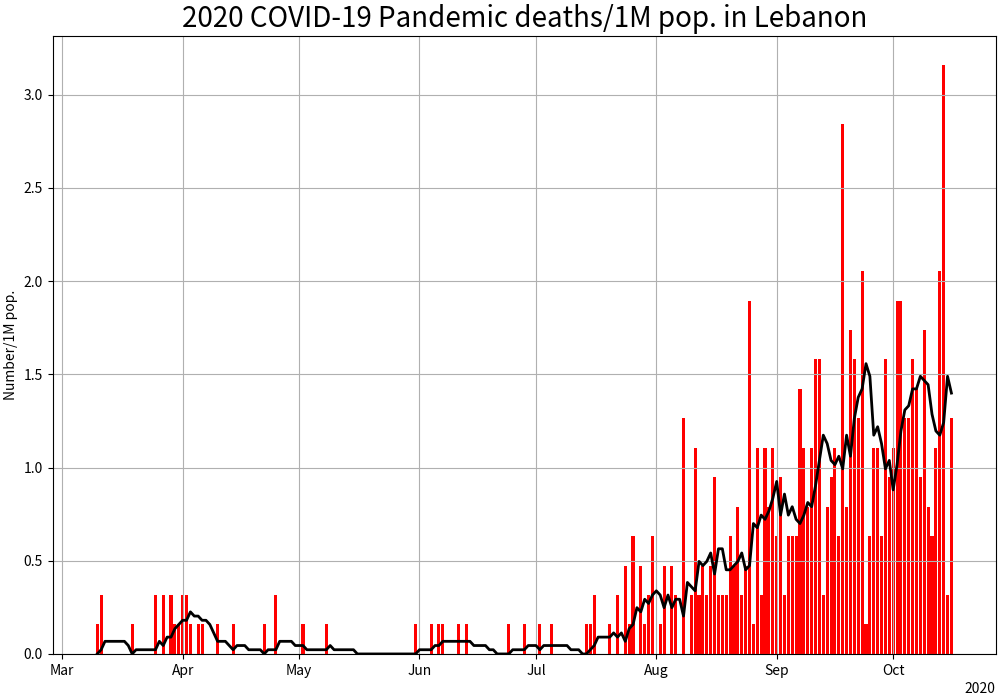 2020 COVID-19 Pandemic deaths/1M pop. in Lebanon
Number/1M pop.
3.0
2.5
2.0
1.5
1.0
0.5
0.0
Mar Apr May Jun Jul Aug Sep Oct
2020